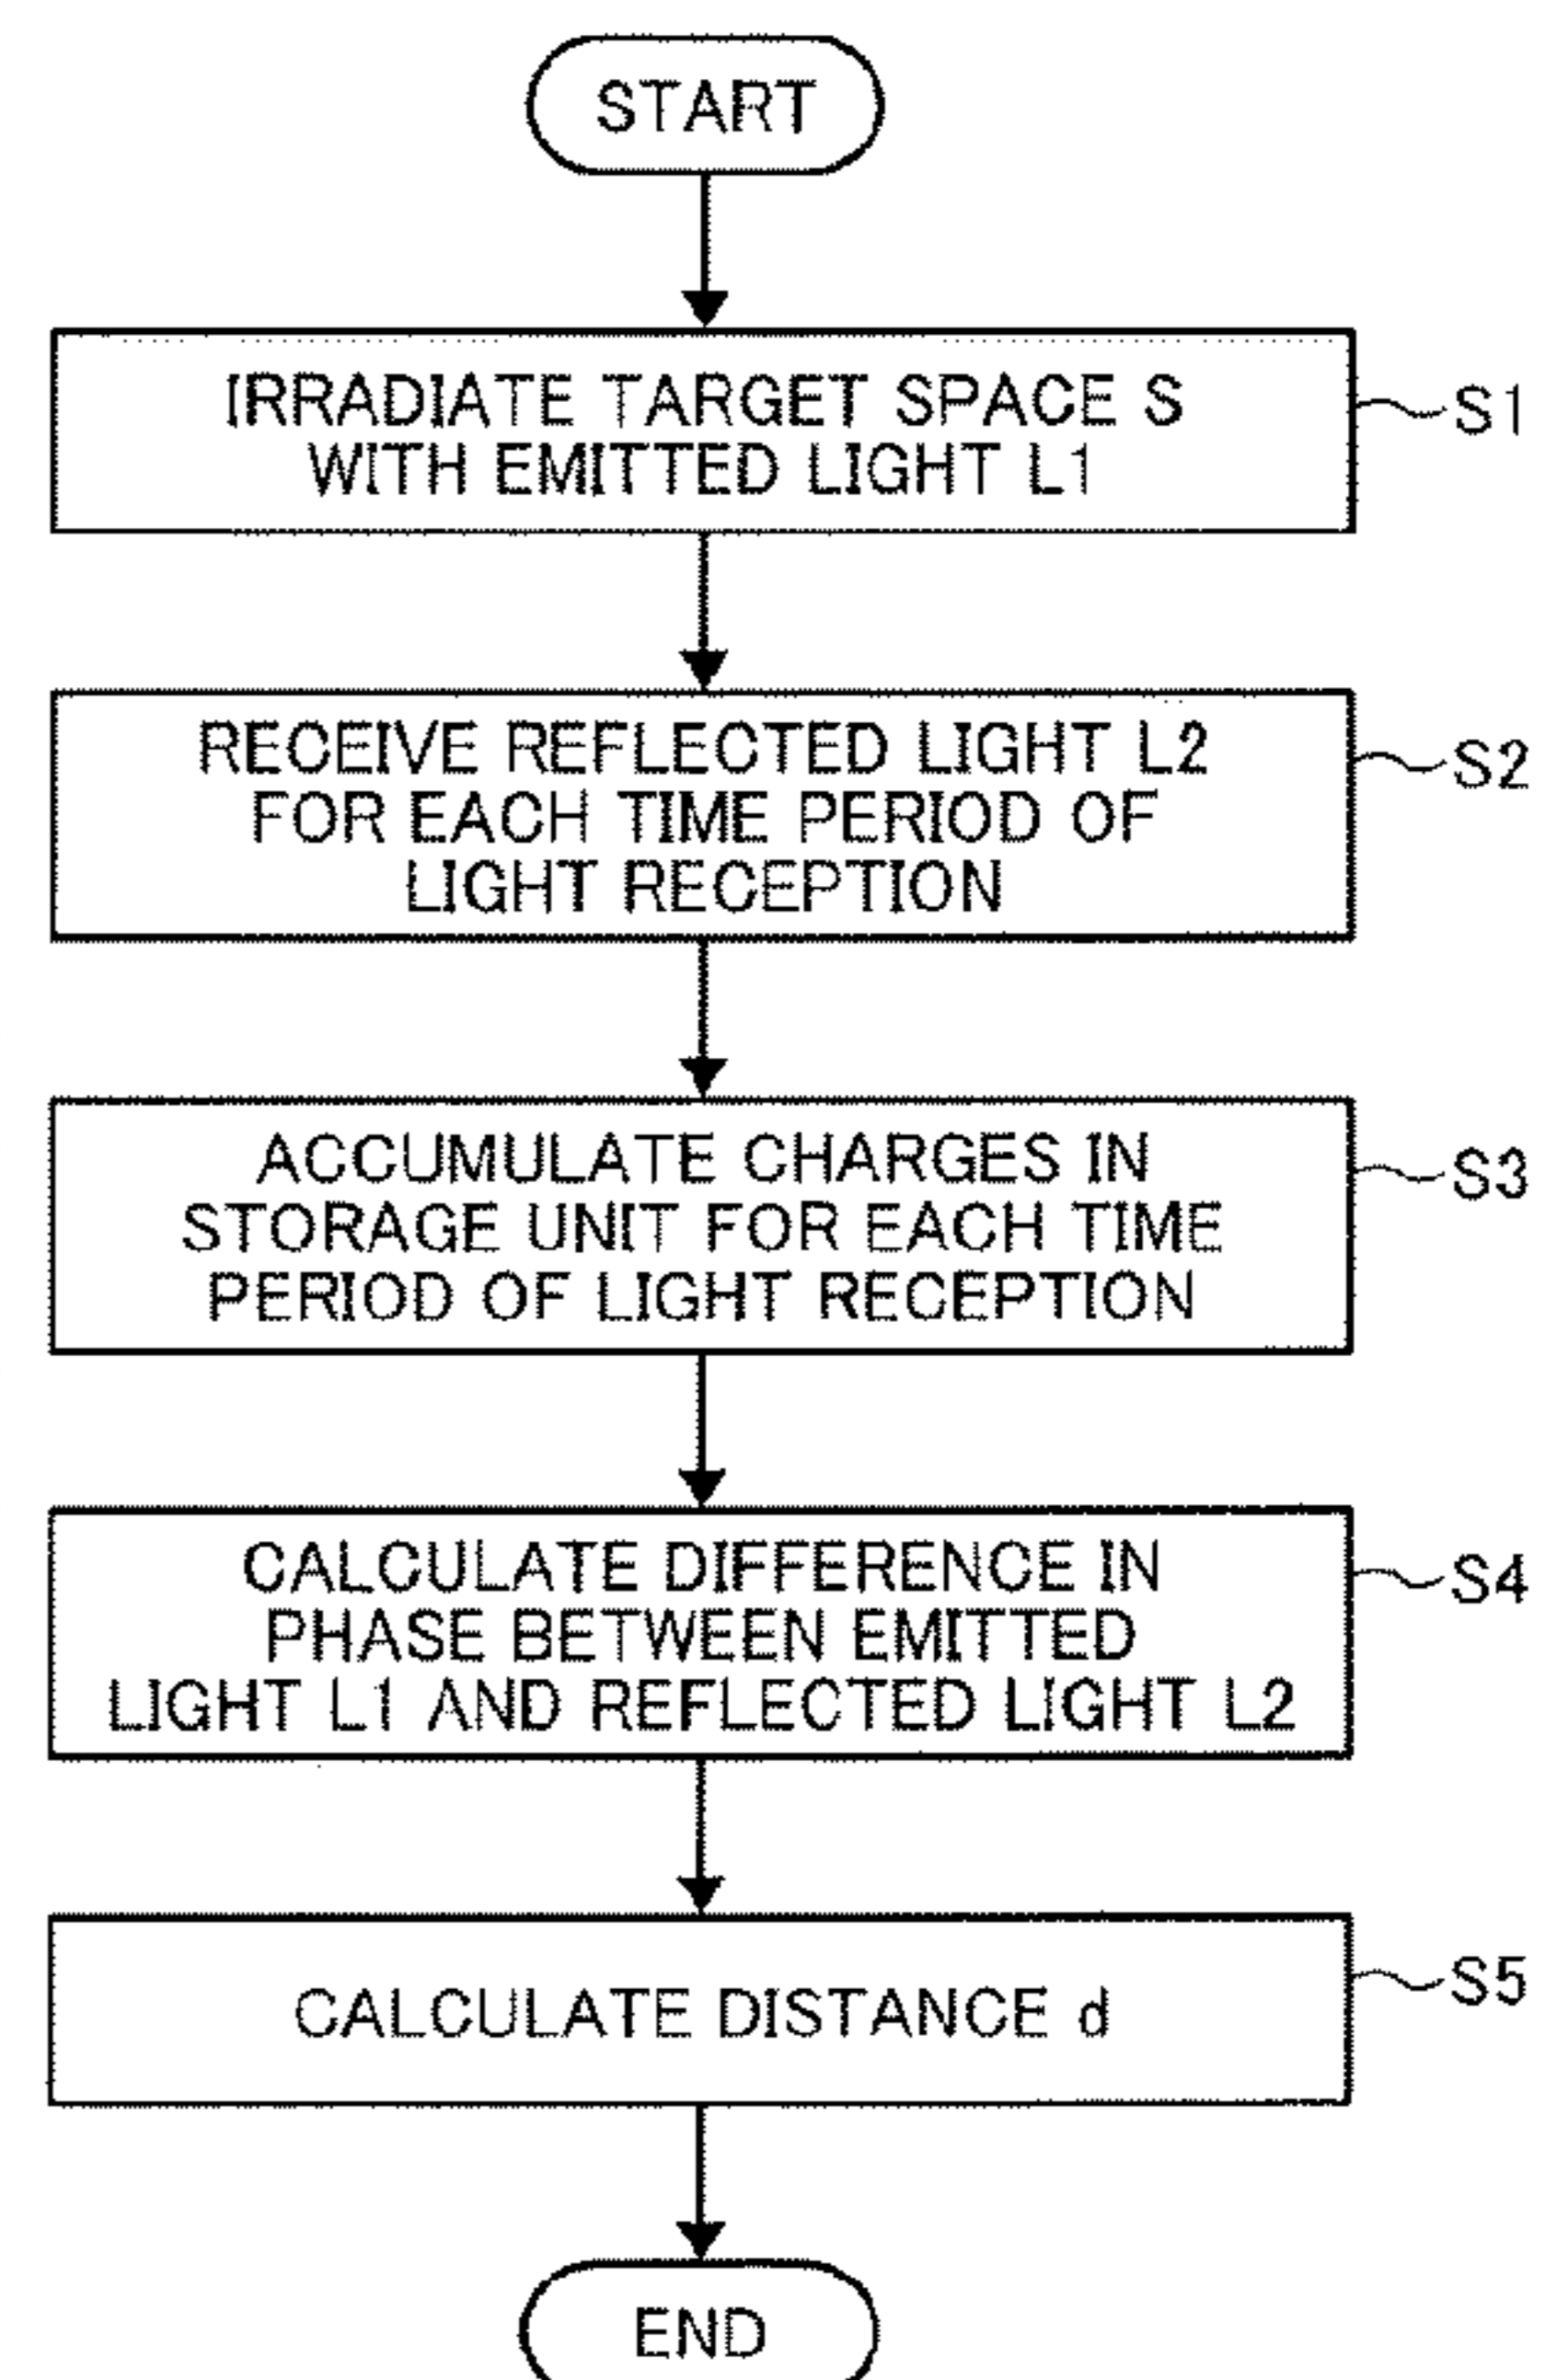 START
IRRADIATE TARGET SPACE S
WITH EMITTED LIGHT L1
S1
RECEIVE REFLECTED LIGHT L2
FOR EACH TIME PERIOD OF
LIGHT RECEPTION
S2
ACCUMULATE CHARGES IN
STORAGE UNIT FOR EACH TIME
PERIOD OF LIGHT RECEPTION
S3
CALCULATE DIFFERENCE IN
PHASE BETWEEN EMITTED
LIGHT L1 AND REFLECTED LIGHT L2
S4
CALCULATE DISTANCE d
S5
END